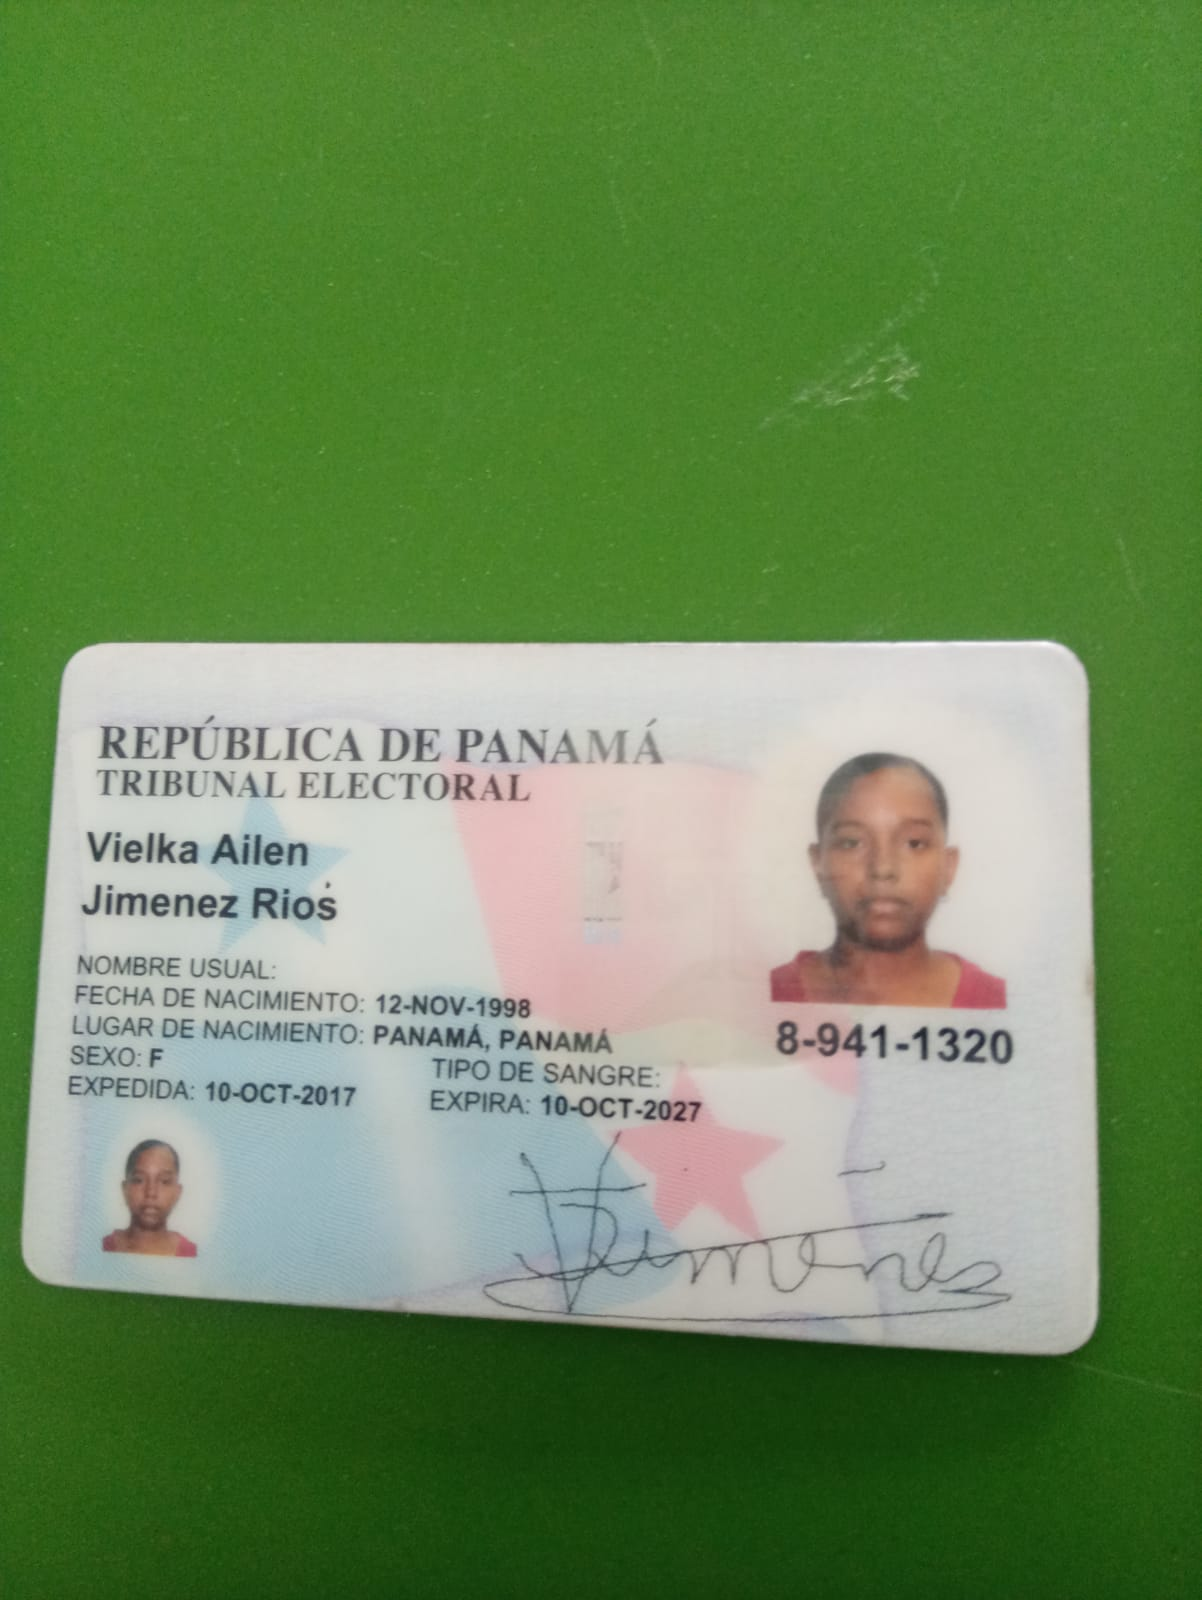 REPÚBLICA DE PANAMÁ
TRIBUNAL ELECTORAL
Vielka Ailen
Jimenez Rios
NOMBRE USUAL:
FECHA DE NACIMIENTO: 12-NOV-1998
LUGAR DE NACIMIENTO: PANAMÁ, PANAMÁ
SEXO: F
TIPO DE SANGRE:
EXPEDIDA: 10-OCT-2017
EXPIRA: 10-OCT-2027
8-941-1320